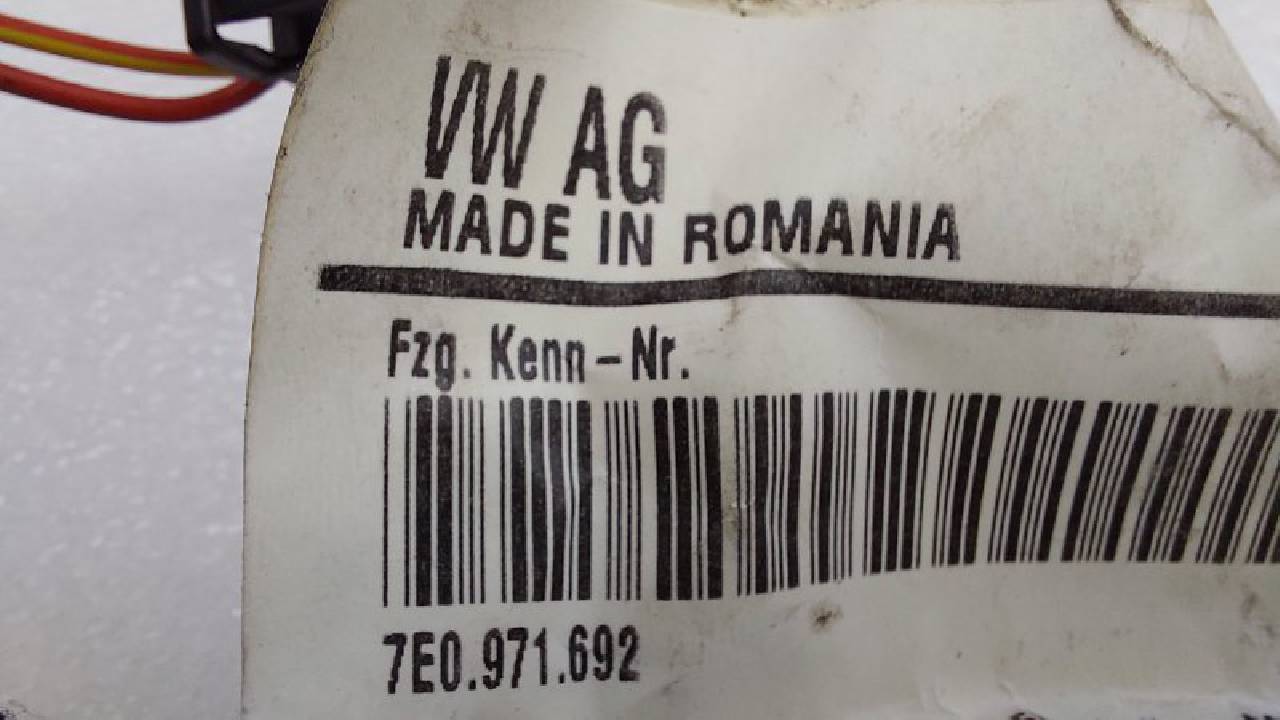 VW AG
MADE IN ROMANIA
Fzg. Kenn-Nr.
7E0.971.692